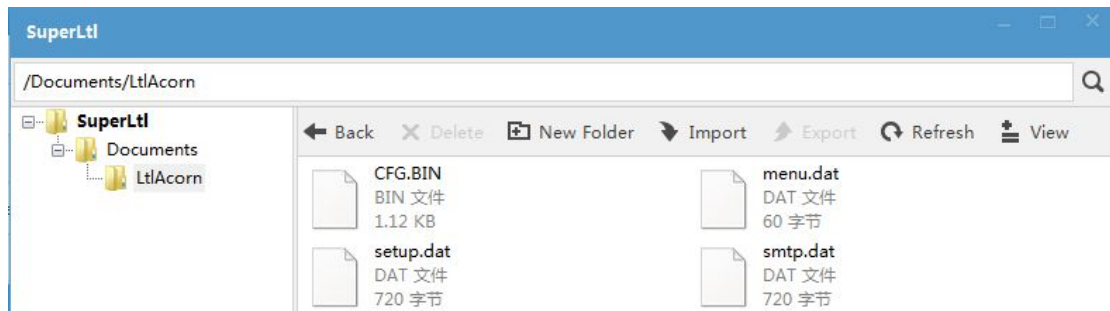 SuperLtl
/Documents/LtlAcorn
SuperLtl
Documents
LtlAcorn
Back Delete New Folder Import Export Refresh View
CFG.BIN
BIN 文件
1.12 KB
menu.dat
DAT 文件
60 字节
setup.dat
DAT 文件
720 字节
smtp.dat
DAT 文件
720 字节